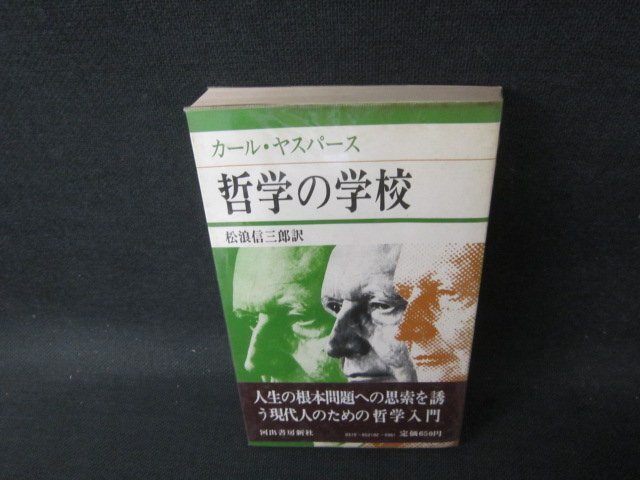 カール・ヤスパース
哲学の学校
松浪信三郎訳
人生の根本問題への思索を誘
う現代人のための哲学入門
河出書房新社
定価650円